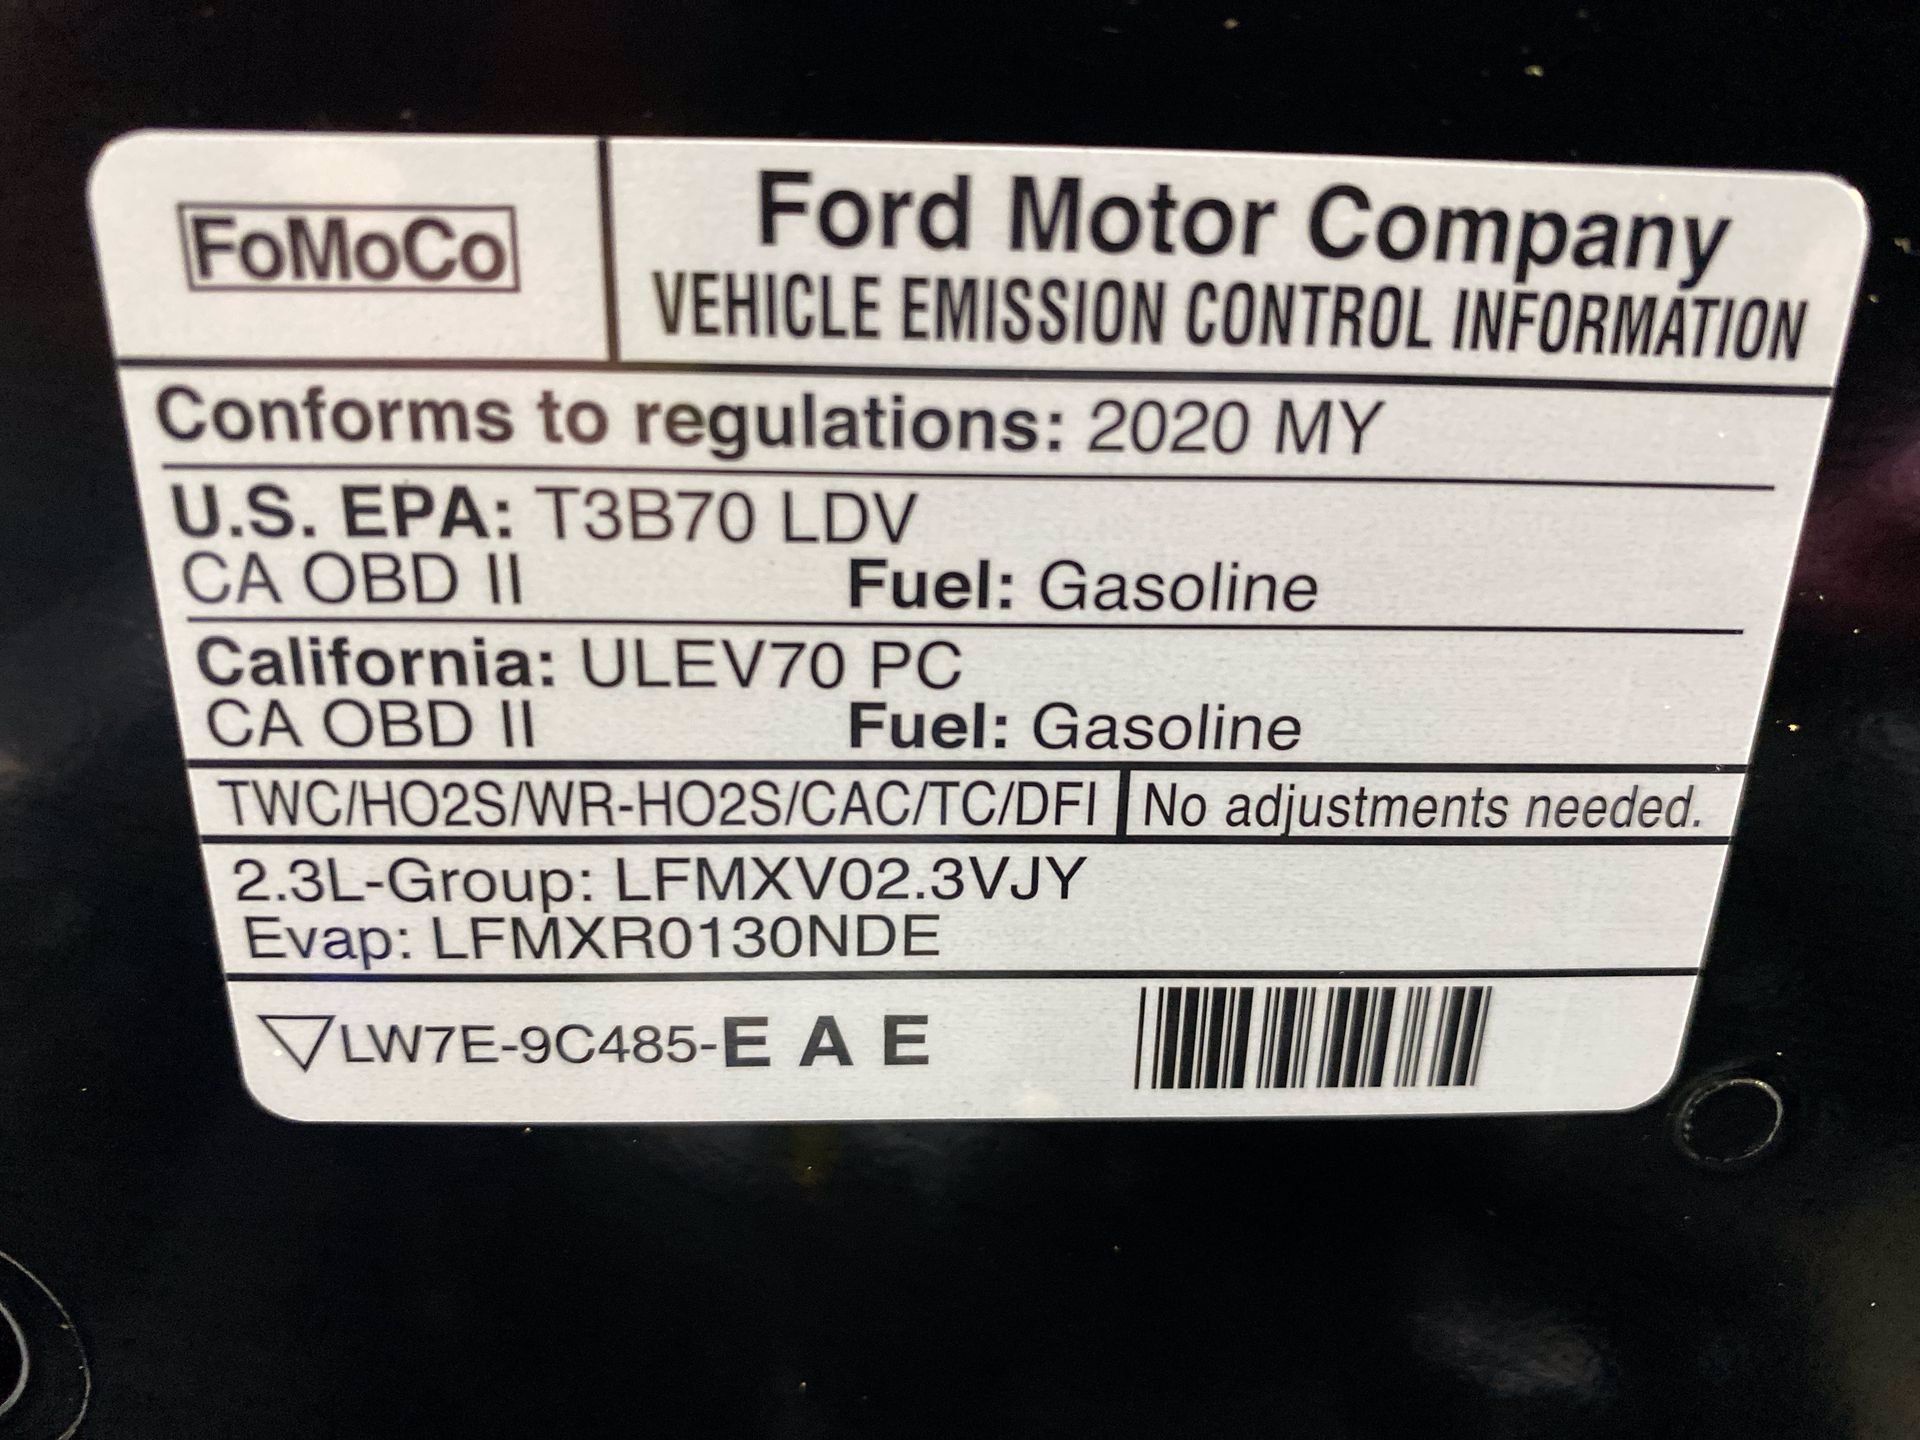 FoMoCo
Ford Motor Company
VEHICLE EMISSION CONTROL INFORMATION
Conforms to regulations: 2020 MY
U.S. EPA: T3B70 LDV
CA OBD II Fuel: Gasoline
California: ULEV70 PC
CA OBD II Fuel: Gasoline
TWC/HO2S/WR-HO2S/CAC/TC/DFI No adjustments needed.
2.3L-Group: LFMXV02.3VJY
Evap: LFMXR0130NDE
LW7E-9C485-E A E